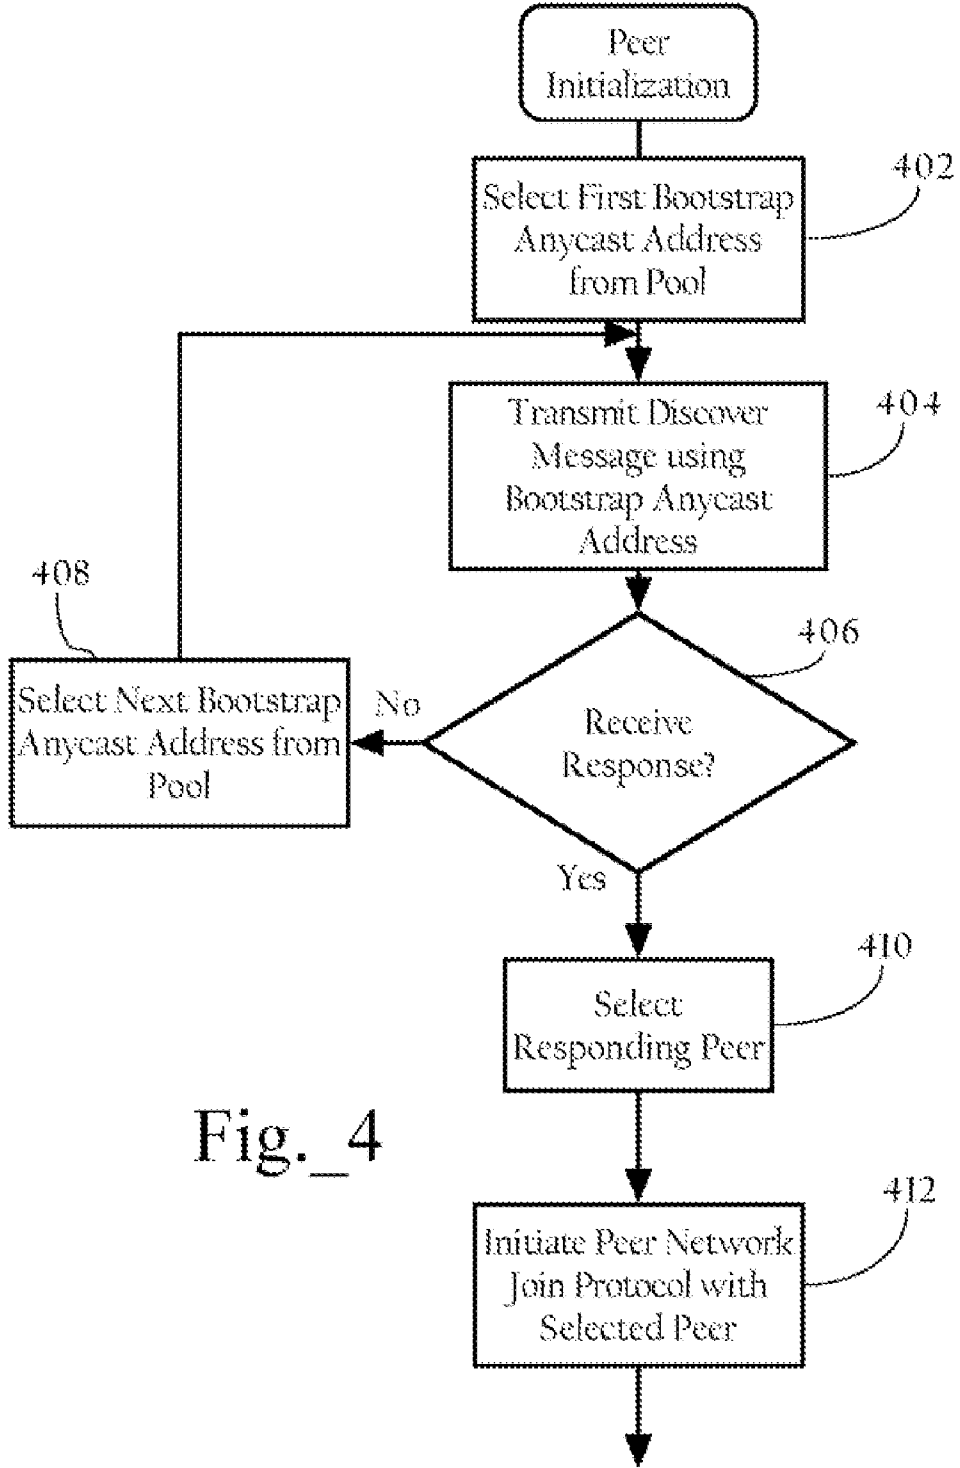 Peer
Initialization
402
Select First Bootstrap
Anycast Address
from Pool
404
Transmit Discover
Message using
Bootstrap Anycast
Address
408
406
Select Next Bootstrap
Anycast Address from
Pool
No
Receive
Response?
Yes
410
Select
Responding Peer
Fig._4
412
Initiate Peer Network
Join Protocol with
Selected Peer